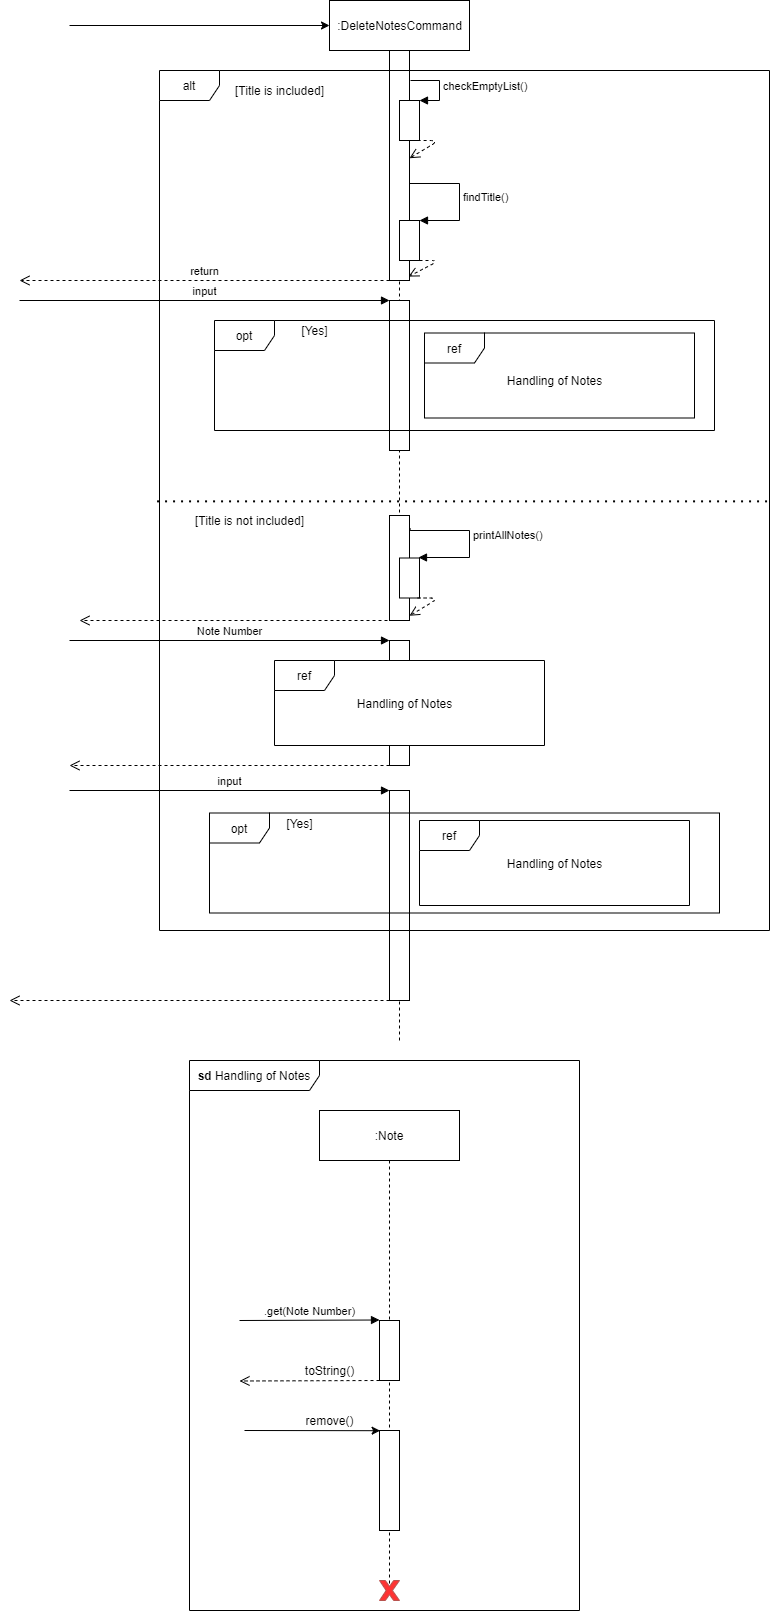 :DeleteNotesCommand
alt
[Title is included]
checkEmptyList()
findTitle()
return
input
opt
[Yes]
ref
Handling of Notes
[Title is not included]
printAllNotes()
Note Number
ref
Handling of Notes
input
opt
[Yes]
ref
Handling of Notes
sd Handling of Notes
:Note
.get(Note Number)
toString()
remove()